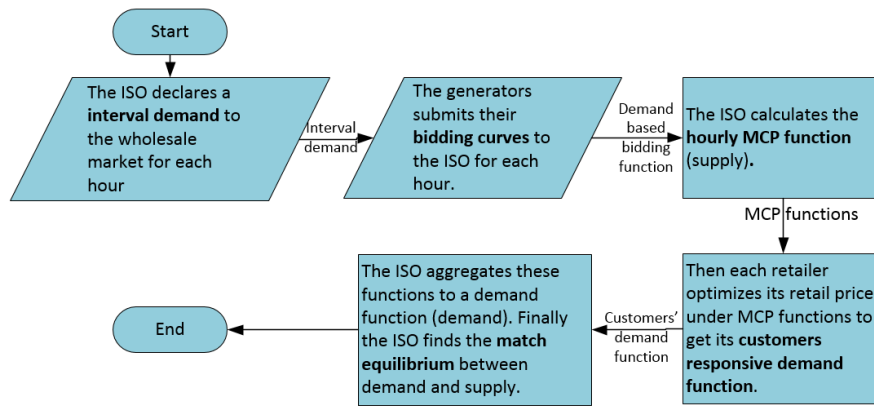 Start
The ISO declares a
interval demand to
the wholesale
market for each
hour
Interval
demand
The generators
submits their
bidding curves to
the ISO for each
hour.
Demand
based
bidding
function
The ISO calculates the
hourly MCP function
(supply).
MCP functions
Then each retailer
optimizes its retail price
under MCP functions to
get its customers
responsive demand
function.
Customers'
demand
function
The ISO aggregates these
functions to a demand
function (demand). Finally
the ISO finds the match
equilibrium between
demand and supply.
End